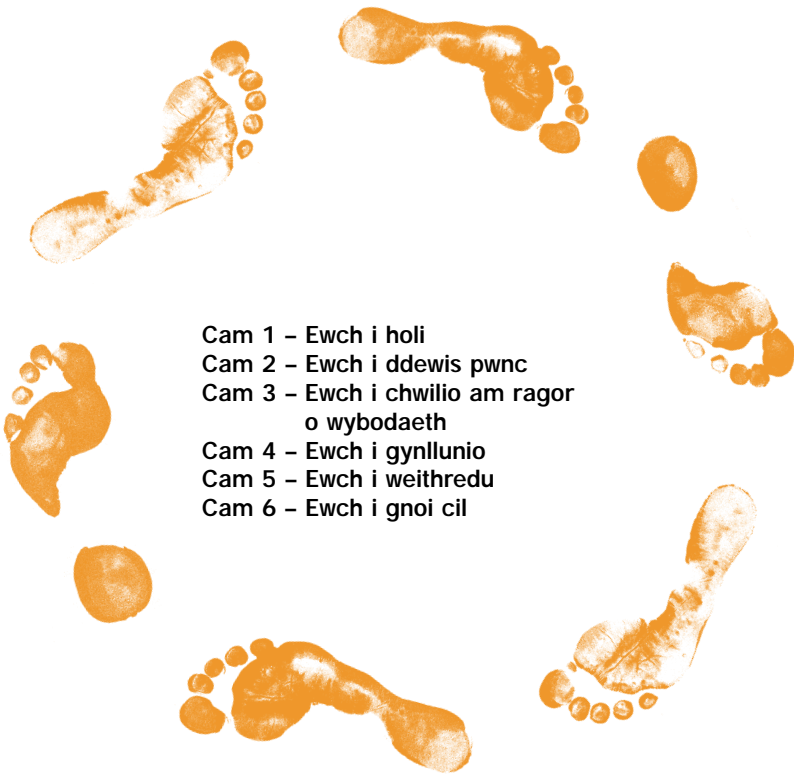 Cam 1 – Ewch i holi
Cam 2 – Ewch i ddewis pwnc
Cam 3 – Ewch i chwilio am ragor
o wybodaeth
Cam 4 – Ewch i gynllunio
Cam 5 – Ewch i weithredu
Cam 6 – Ewch i gnoi cil